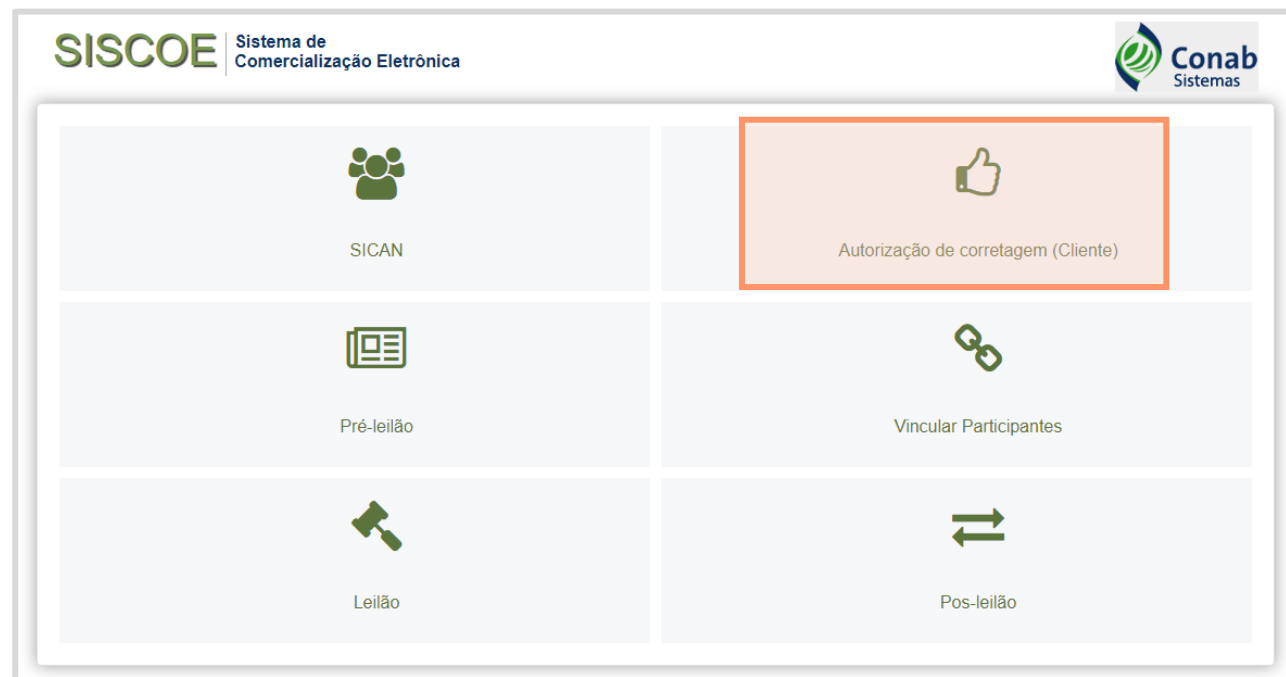 SISCOE
Sistema de
Comercialização Eletrônica
Conab
Sistemas
SICAN
Autorização de corretagem (Cliente)
Pré-leilão
Vincular Participantes
Leilão
Pos-leilão